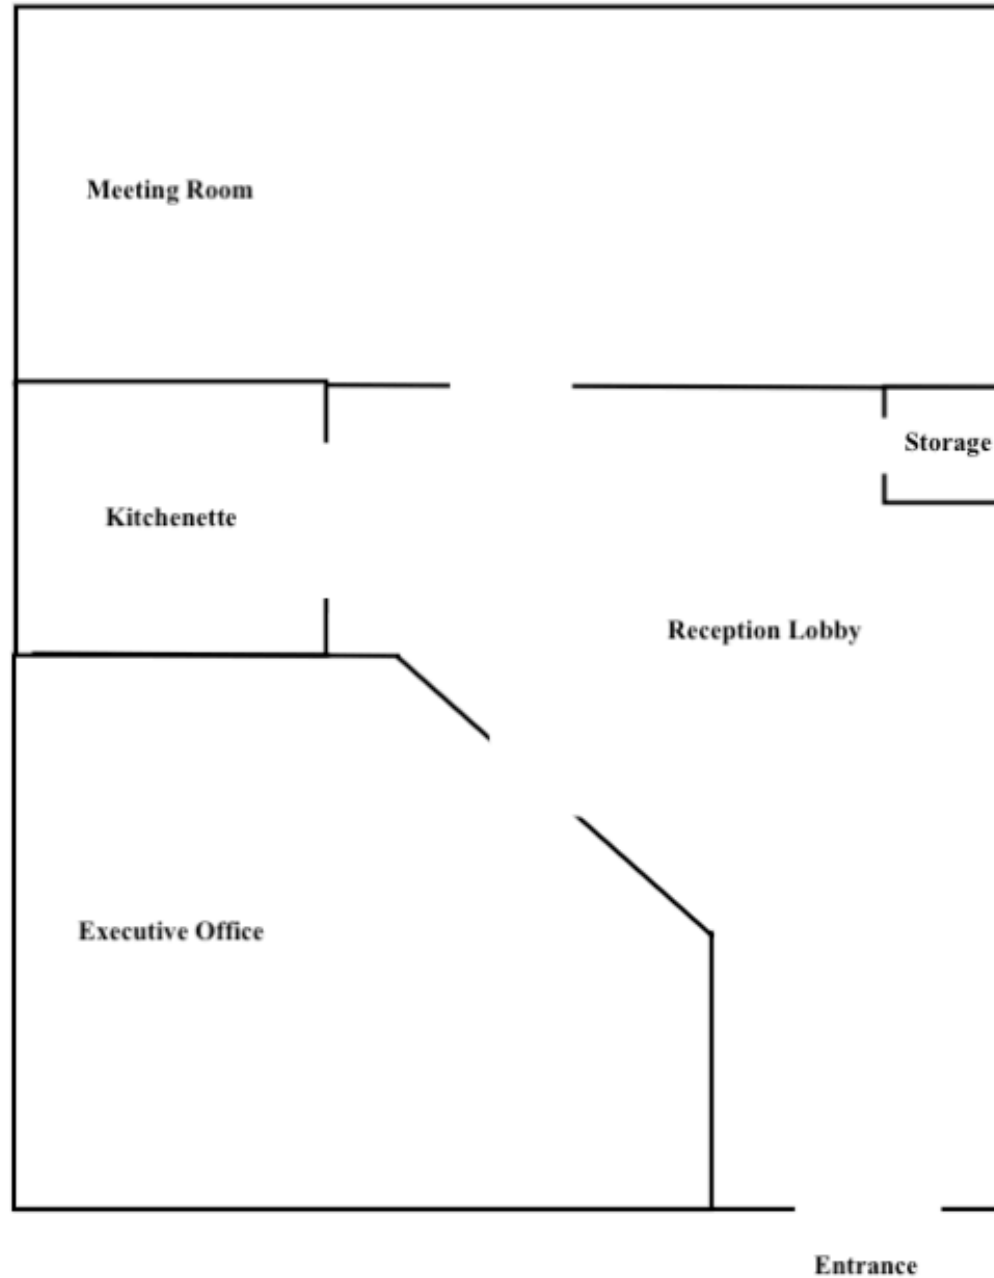 Meeting Room
Storage
Kitchenette
Reception Lobby
Executive Office
Entrance